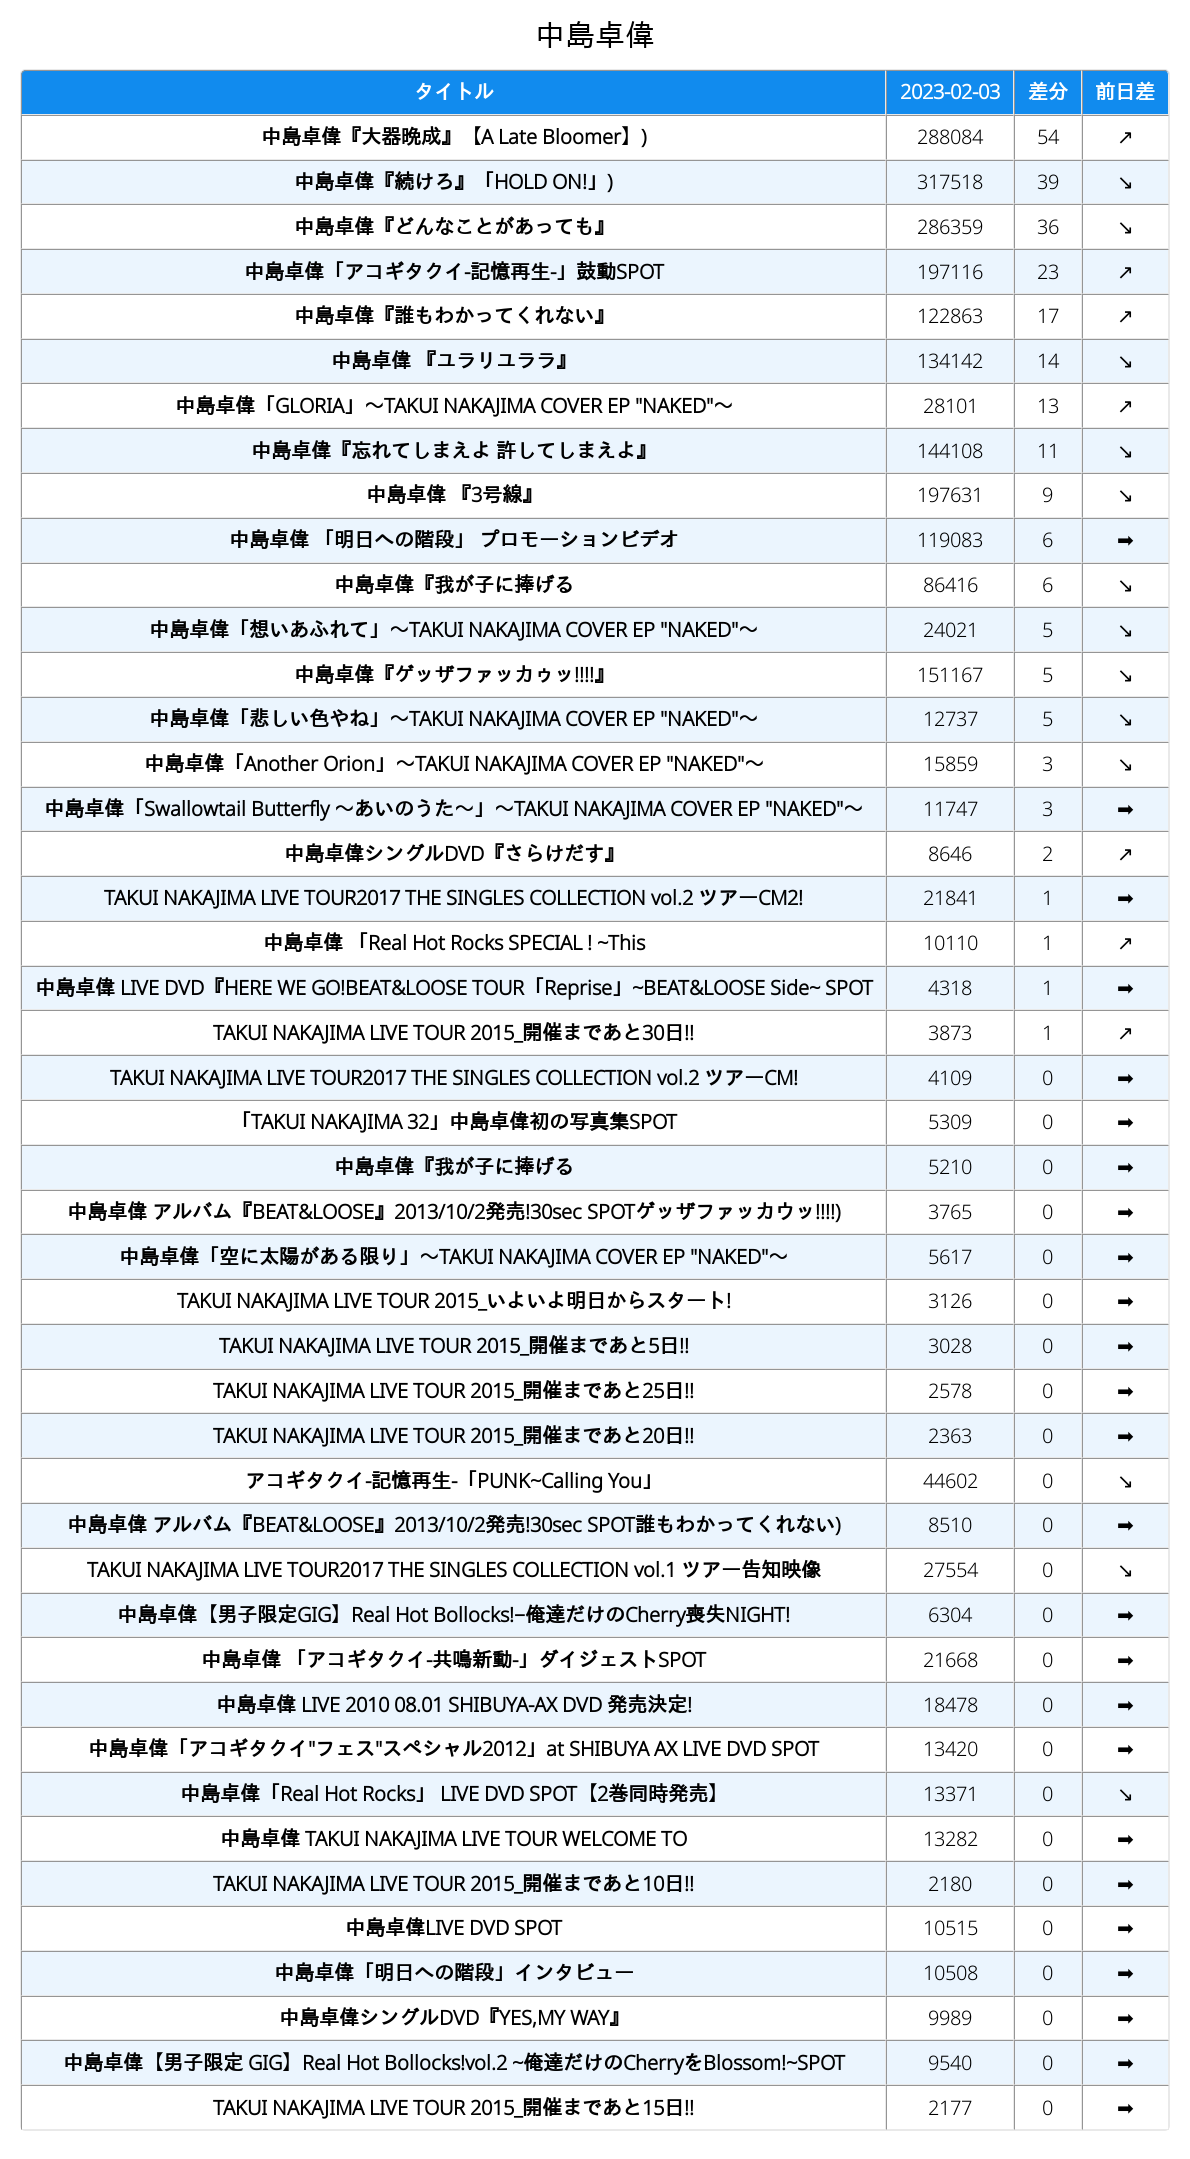 中島卓偉
タイトル 2023-02-03 差分 前日差
中島卓偉『大器晩成』【A Late Bloomer】) 288084 54 ↗
中島卓偉『続けろ』「HOLD ON!」) 317518 39 ↘
中島卓偉『どんなことがあっても』 286359 36 ↘
中島卓偉「アコギタクイ-記憶再生-」鼓動SPOT 197116 23 ↗
中島卓偉『誰もわかってくれない』 122863 17 ↗
中島卓偉 『ユラリユララ』 134142 14 ↘
中島卓偉「GLORIA」～TAKUI NAKAJIMA COVER EP "NAKED"～ 28101 13 ↗
中島卓偉『忘れてしまえよ 許してしまえよ』 144108 11 ↘
中島卓偉 『3号線』 197631 9 ↘
中島卓偉 「明日への階段」 プロモーションビデオ 119083 6 ➡
中島卓偉『我が子に捧げる 86416 6 ↘
中島卓偉「想いあふれて」～TAKUI NAKAJIMA COVER EP "NAKED"～ 24021 5 ↘
中島卓偉『ゲッザファッカゥッ!!!!』 151167 5 ↘
中島卓偉「悲しい色やね」～TAKUI NAKAJIMA COVER EP "NAKED"～ 12737 5 ↘
中島卓偉「Another Orion」～TAKUI NAKAJIMA COVER EP "NAKED"～ 15859 3 ↘
中島卓偉「Swallowtail Butterfly ～あいのうた～」～TAKUI NAKAJIMA COVER EP "NAKED"～ 11747 3 ➡
中島卓偉シングルDVD『さらけだす』 8646 2 ↗
TAKUI NAKAJIMA LIVE TOUR2017 THE SINGLES COLLECTION vol.2 ツアーCM2! 21841 1 ➡
中島卓偉 「Real Hot Rocks SPECIAL ! ~This 10110 1 ↗
中島卓偉 LIVE DVD『HERE WE GO!BEAT&LOOSE TOUR「Reprise」~BEAT&LOOSE Side~ SPOT 4318 1 ➡
TAKUI NAKAJIMA LIVE TOUR 2015_開催まであと30日!! 3873 1 ↗
TAKUI NAKAJIMA LIVE TOUR2017 THE SINGLES COLLECTION vol.2 ツアーCM! 4109 0 ➡
「TAKUI NAKAJIMA 32」中島卓偉初の写真集SPOT 5309 0 ➡
中島卓偉『我が子に捧げる 5210 0 ➡
中島卓偉 アルバム『BEAT&LOOSE』2013/10/2発売!30sec SPOTゲッザファッカウッ!!!!) 3765 0 ➡
中島卓偉「空に太陽がある限り」～TAKUI NAKAJIMA COVER EP "NAKED"～ 5617 0 ➡
TAKUI NAKAJIMA LIVE TOUR 2015_いよいよ明日からスタート! 3126 0 ➡
TAKUI NAKAJIMA LIVE TOUR 2015_開催まであと5日!! 3028 0 ➡
TAKUI NAKAJIMA LIVE TOUR 2015_開催まであと25日!! 2578 0 ➡
TAKUI NAKAJIMA LIVE TOUR 2015_開催まであと20日!! 2363 0 ➡
アコギタクイ-記憶再生-「PUNK~Calling You」 44602 0 ↘
中島卓偉 アルバム『BEAT&LOOSE』2013/10/2発売!30sec SPOT誰もわかってくれない) 8510 0 ➡
TAKUI NAKAJIMA LIVE TOUR2017 THE SINGLES COLLECTION vol.1 ツアー告知映像 27554 0 ↘
中島卓偉【男子限定GIG】Real Hot Bollocks!−俺達だけのCherry喪失NIGHT! 6304 0 ➡
中島卓偉 「アコギタクイ-共鳴新動-」ダイジェストSPOT 21668 0 ➡
中島卓偉 LIVE 2010 08.01 SHIBUYA-AX DVD 発売決定! 18478 0 ➡
中島卓偉「アコギタクイ"フェス"スペシャル2012」at SHIBUYA AX LIVE DVD SPOT 13420 0 ➡
中島卓偉「Real Hot Rocks」 LIVE DVD SPOT【2巻同時発売】 13371 0 ↘
中島卓偉 TAKUI NAKAJIMA LIVE TOUR WELCOME TO 13282 0 ➡
TAKUI NAKAJIMA LIVE TOUR 2015_開催まであと10日!! 2180 0 ➡
中島卓偉LIVE DVD SPOT 10515 0 ➡
中島卓偉「明日への階段」インタビュー 10508 0 ➡
中島卓偉シングルDVD『YES,MY WAY』 9989 0 ➡
中島卓偉【男子限定 GIG】Real Hot Bollocks!vol.2 ~俺達だけのCherryをBlossom!~SPOT 9540 0 ➡
TAKUI NAKAJIMA LIVE TOUR 2015_開催まであと15日!! 2177 0 ➡